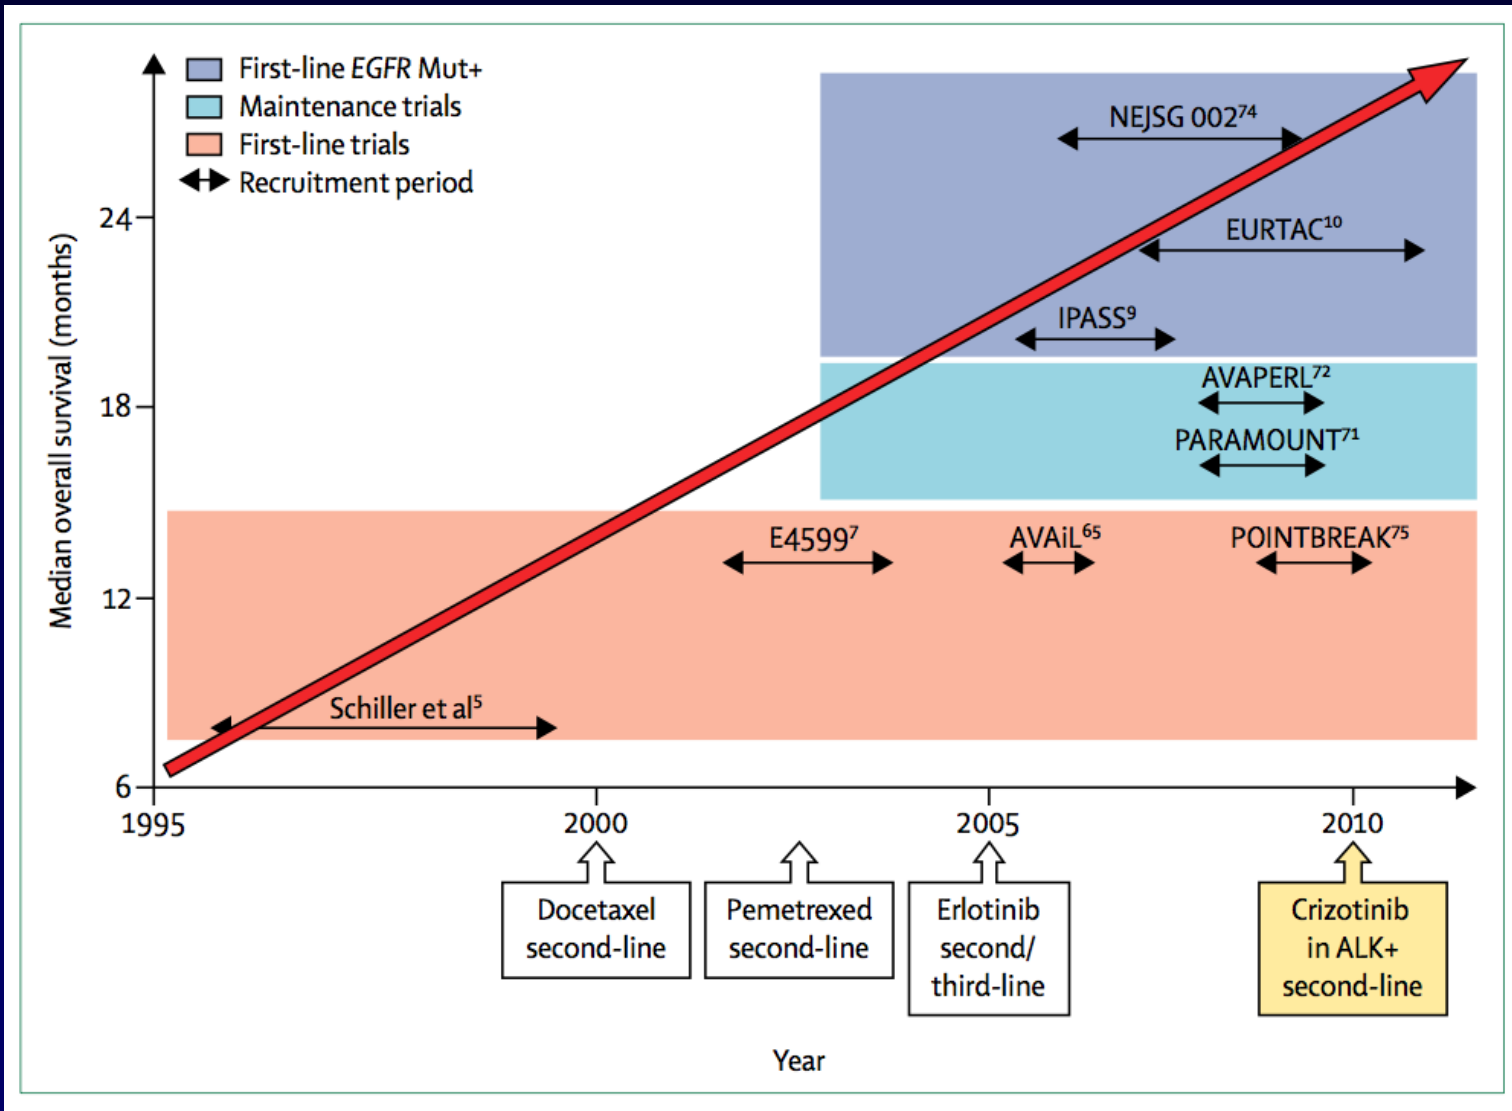 First-line EGFR Mut+
Maintenance trials
First-line trials
Recruitment period
Median overall survival (months)
24
18
12
6
NEJSG 002⁷⁴
EURTAC¹⁰
IPASS⁹
AVAPERL⁷²
PARAMOUNT⁷¹
E4599⁷
AVAiL⁶⁵
POINTBREAK⁷⁵
Schiller et al⁵
1995
2000
2005
2010
Docetaxel
second-line
Pemetrexed
second-line
Erlotinib
second/
third-line
Crizotinib
in ALK+
second-line
Year